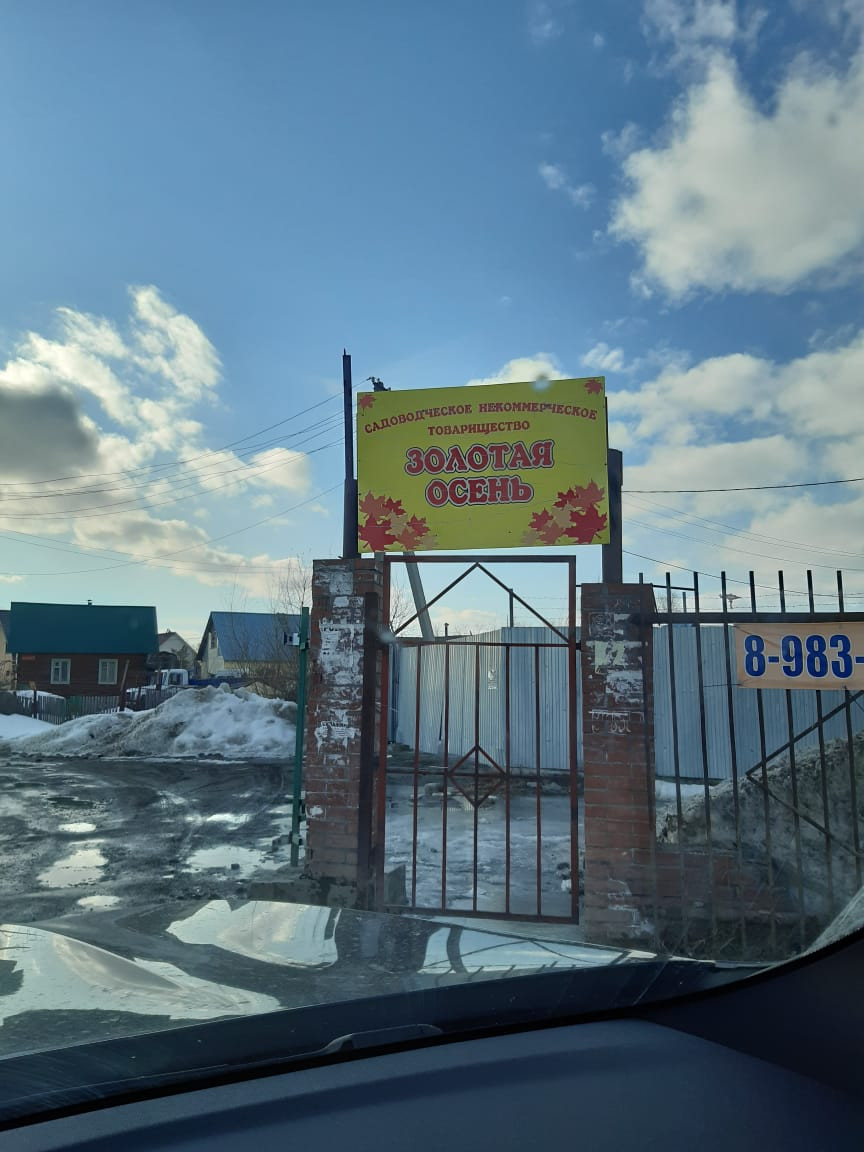 САДОВОДЧЕСКОЕ НЕКОММЕРЧЕСКОЕ
ТОВАРИЩЕСТВО
ЗОЛОТАЯ
ОСЕНЬ
8-983-